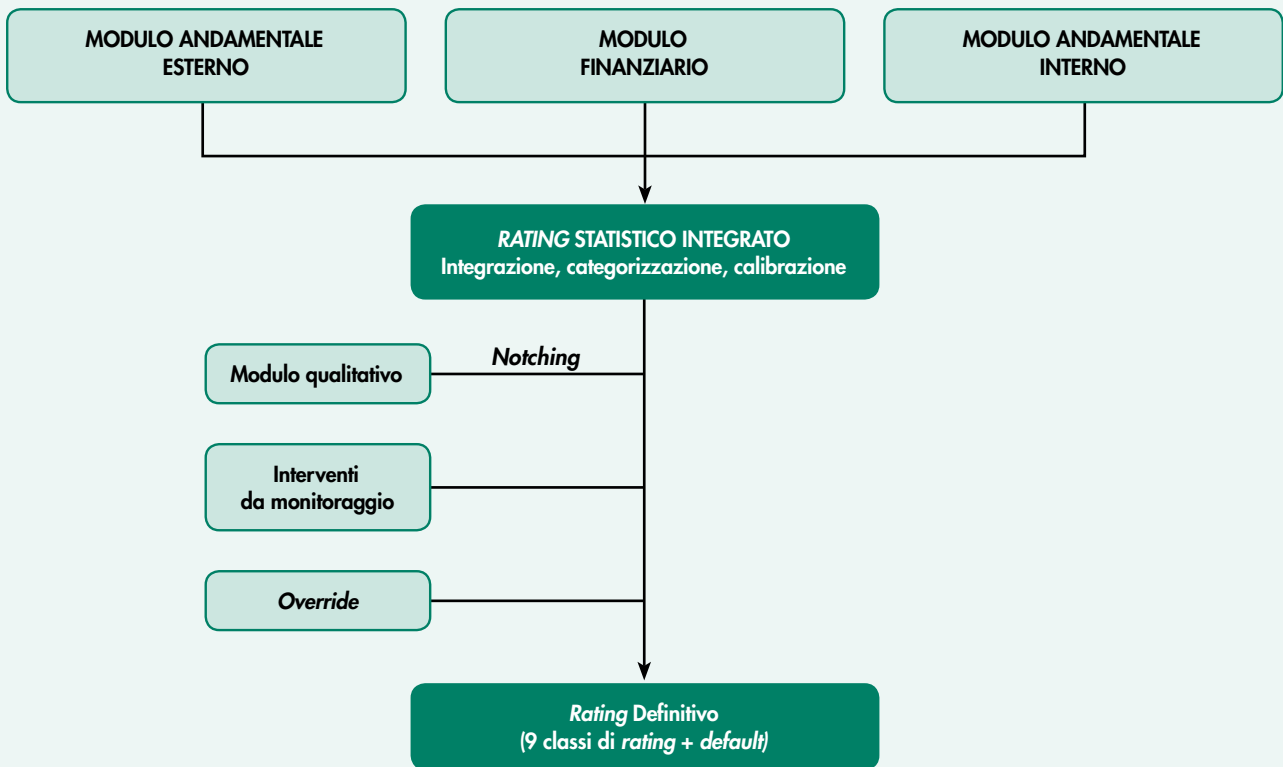 MODULO ANDAMENTALE
ESTERNO
MODULO
FINANZIARIO
MODULO ANDAMENTALE
INTERNO
RATING STATISTICO INTEGRATO
Integrazione, categorizzazione, calibrazione
Modulo qualitativo
Notching
Interventi
da monitoraggio
Override
Rating Definitivo
(9 classi di rating + default)